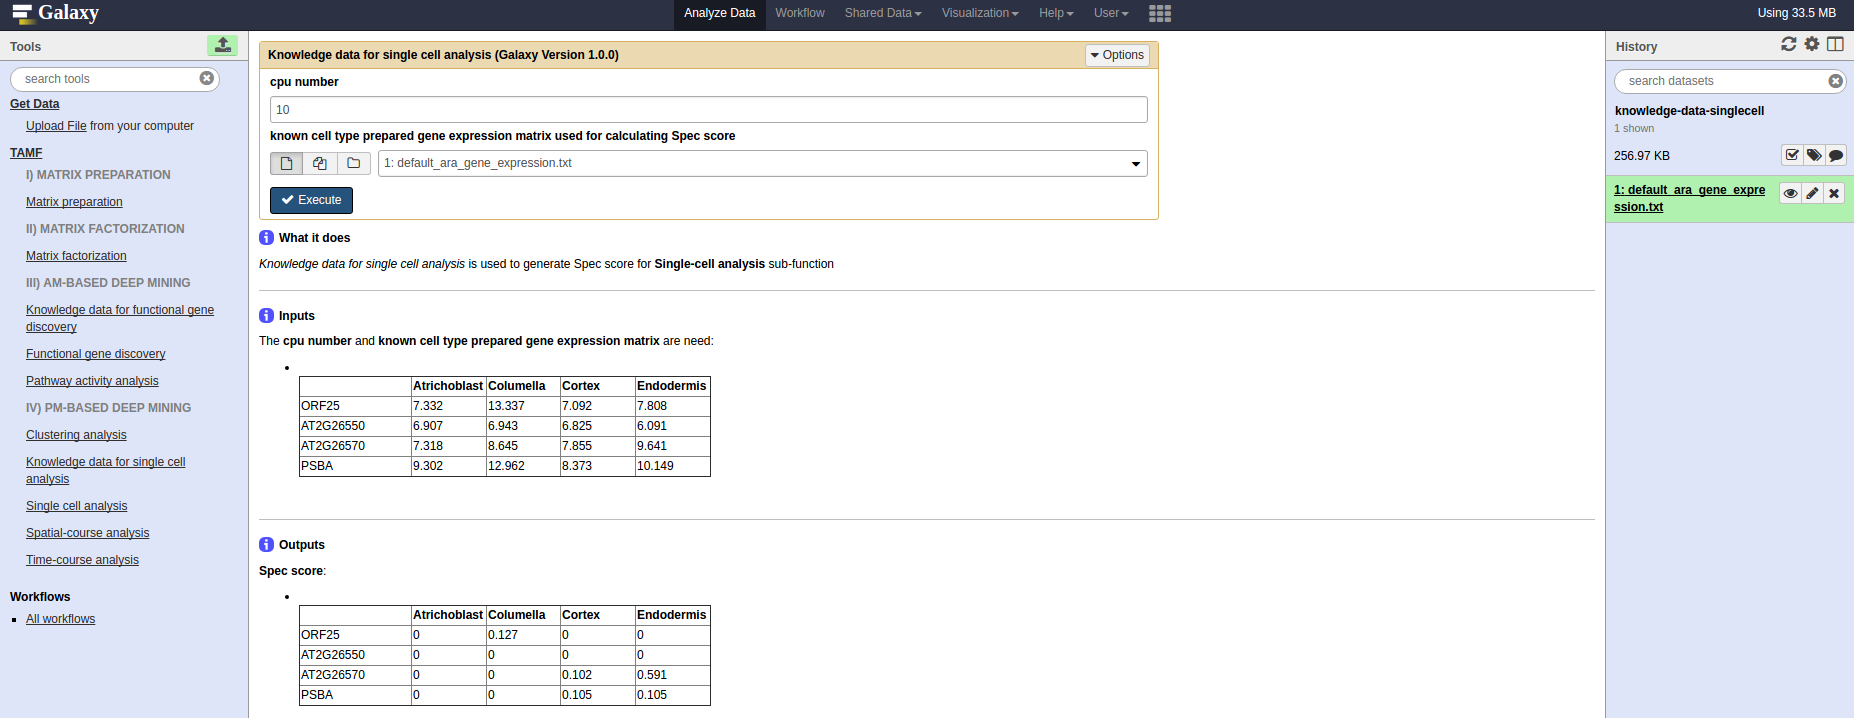 Galaxy
Analyze Data Workflow Shared Data Visualization Help User
Using 33.5 MB
Tools
search tools
Get Data
Upload File from your computer
TAMF
I) MATRIX PREPARATION
Matrix preparation
II) MATRIX FACTORIZATION
Matrix factorization
III) AM-BASED DEEP MINING
Knowledge data for functional gene
discovery
Functional gene discovery
Pathway activity analysis
IV) PM-BASED DEEP MINING
Clustering analysis
Knowledge data for single cell
analysis
Single cell analysis
Spatial-course analysis
Time-course analysis
Workflows
All workflows
Knowledge data for single cell analysis (Galaxy Version 1.0.0)
Options
cpu number
10
known cell type prepared gene expression matrix used for calculating Spec score
1: default_ara_gene_expression.txt
Execute
What it does
Knowledge data for single cell analysis is used to generate Spec score for Single-cell analysis sub-function
Inputs
The cpu number and known cell type prepared gene expression matrix are need:
Atrichoblast Columella Cortex Endodermis
ORF25 7.332 13.337 7.092 7.808
AT2G26550 6.907 6.943 6.825 6.091
AT2G26570 7.318 8.645 7.855 9.641
PSBA 9.302 12.962 8.373 10.149
Outputs
Spec score:
Atrichoblast Columella Cortex Endodermis
ORF25 0 0.127 0 0
AT2G26550 0 0 0 0
AT2G26570 0 0 0.102 0.591
PSBA 0 0 0.105 0.105
History
search datasets
knowledge-data-singlecell
1 shown
256.97 KB
1: default_ara_gene_expre
ssion.txt